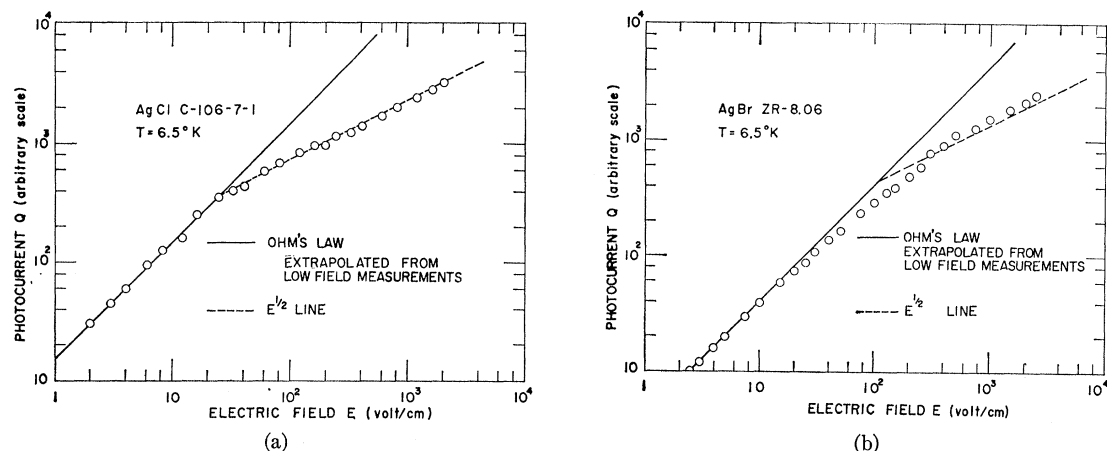 10⁴
10³
10²
10
PHOTOCURRENT Q (arbitrary scale)
AgCl C-106-7-1
T = 6.5° K
OHM'S LAW
EXTRAPOLATED FROM
LOW FIELD MEASUREMENTS
E^1/2 LINE
1
10
10²
10³
10⁴
ELECTRIC FIELD E (volt/cm)
(a)
10⁴
10³
10²
10
PHOTOCURRENT Q (arbitrary scale)
AgBr ZR-8.06
T = 6.5° K
OHM'S LAW
EXTRAPOLATED FROM
LOW FIELD MEASUREMENTS
E^1/2 LINE
1
10
10²
10³
10⁴
ELECTRIC FIELD E (volt/cm)
(b)